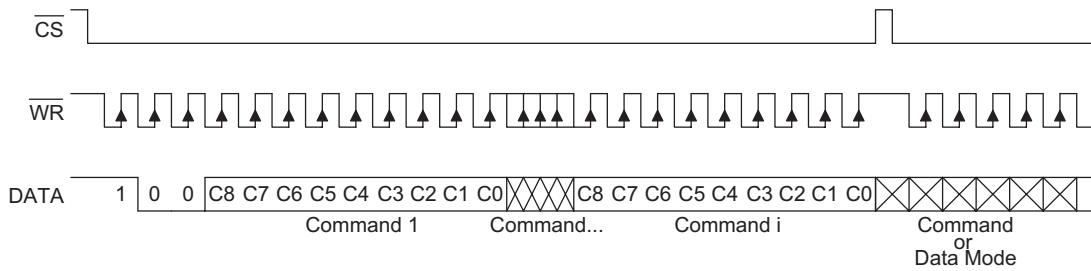 CS
WR
DATA 1 0 0 C8 C7 C6 C5 C4 C3 C2 C1 C0 C8 C7 C6 C5 C4 C3 C2 C1 C0
Command 1 Command... Command i Command
or
Data Mode